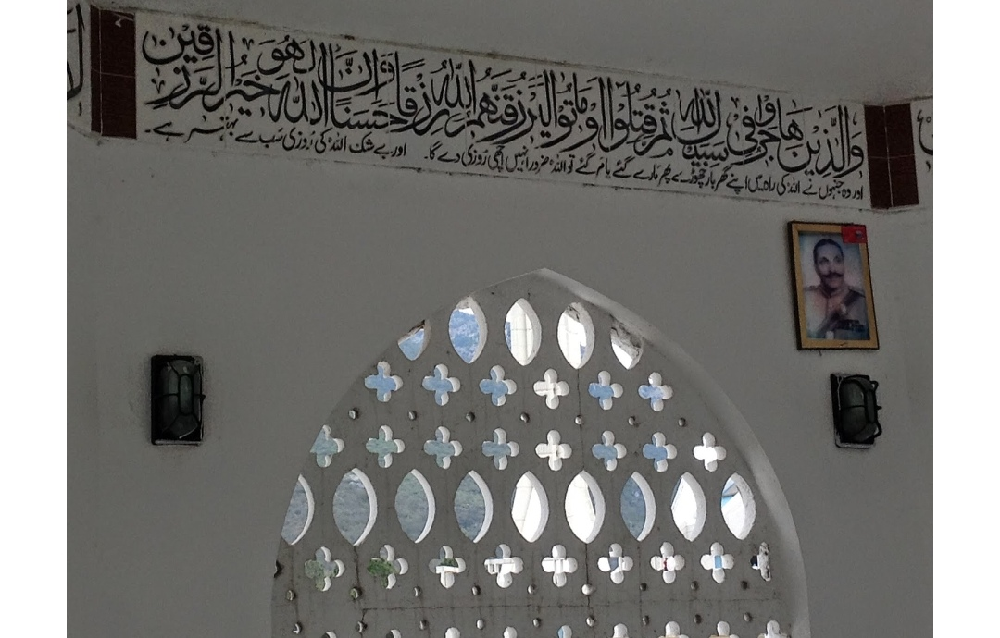 وَالَّذِينَ هَاجَرُوا فِي سَبِيلِ اللّٰهِ ثُمَّ قُتِلُوا اَوْ مَاتُوا لَيَرْزُقَنَّهُمُ اللّٰهُ رِزْقًا حَسَنًا وَاِنَّ اللّٰهَ لَهُوَ خَيْرُ الرّٰزِقِينَ
اور وہ جنہوں نے اللہ کی راہ میں اپنے گھر بار چھوڑے پھر مارے گئے یا مر گئے تو اللہ ضرور انہیں اچھی روزی دے گا۔ اور بے شک اللہ کی روزی سب سے بہتر ہے۔